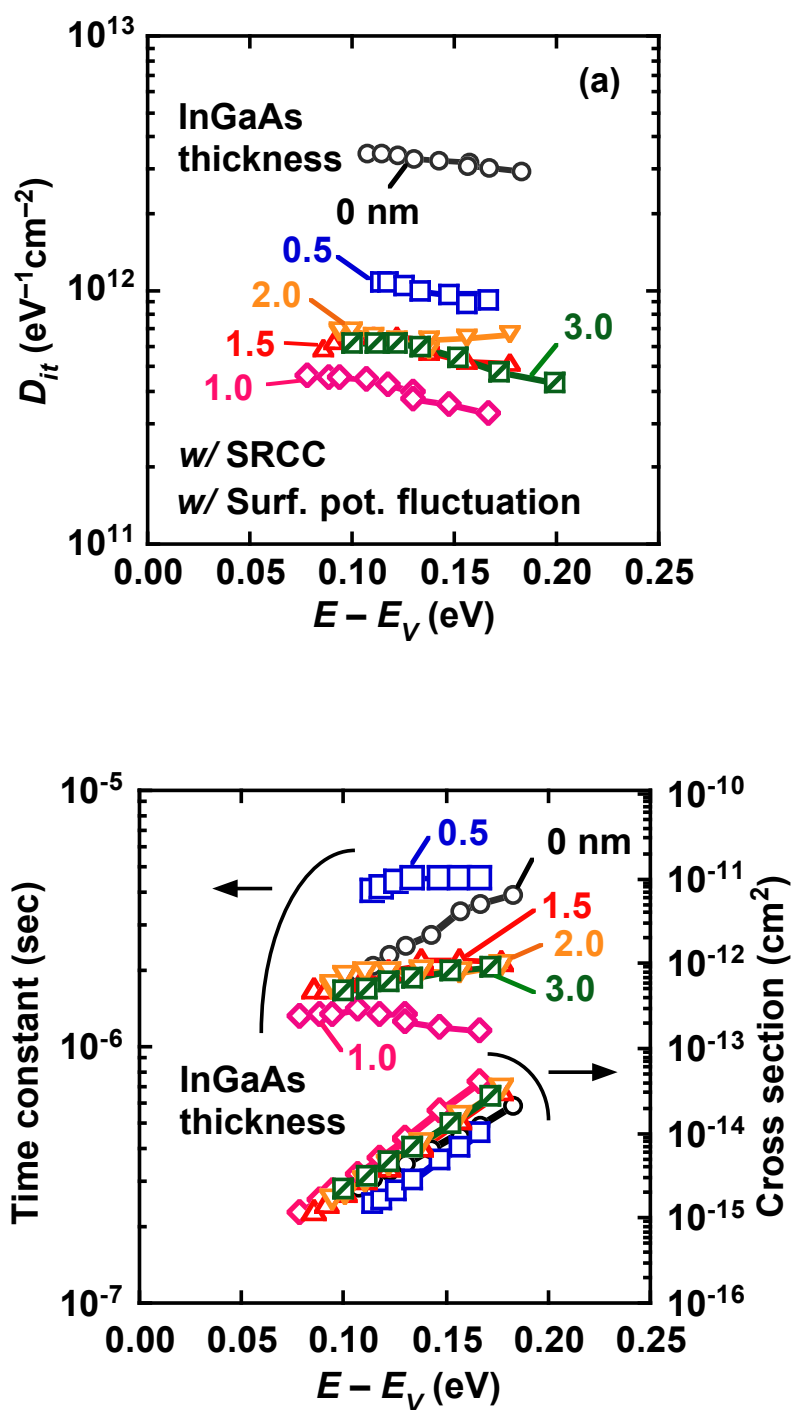 10¹³
(a)
InGaAs
thickness
0 nm
0.5
10¹²
2.0
3.0
1.5
1.0
w/ SRCC
w/ Surf. pot. fluctuation
10¹¹
D_it (eV⁻¹cm⁻²)
0.00 0.05 0.10 0.15 0.20 0.25
E − E_V (eV)
10⁻⁵
10⁻¹⁰
0.5
0 nm
10⁻¹¹
1.5
2.0
10⁻¹²
3.0
10⁻⁶
1.0
10⁻¹³
InGaAs
thickness
10⁻¹⁴
10⁻¹⁵
10⁻⁷
10⁻¹⁶
Time constant (sec)
Cross section (cm²)
0.00 0.05 0.10 0.15 0.20 0.25
E − E_V (eV)